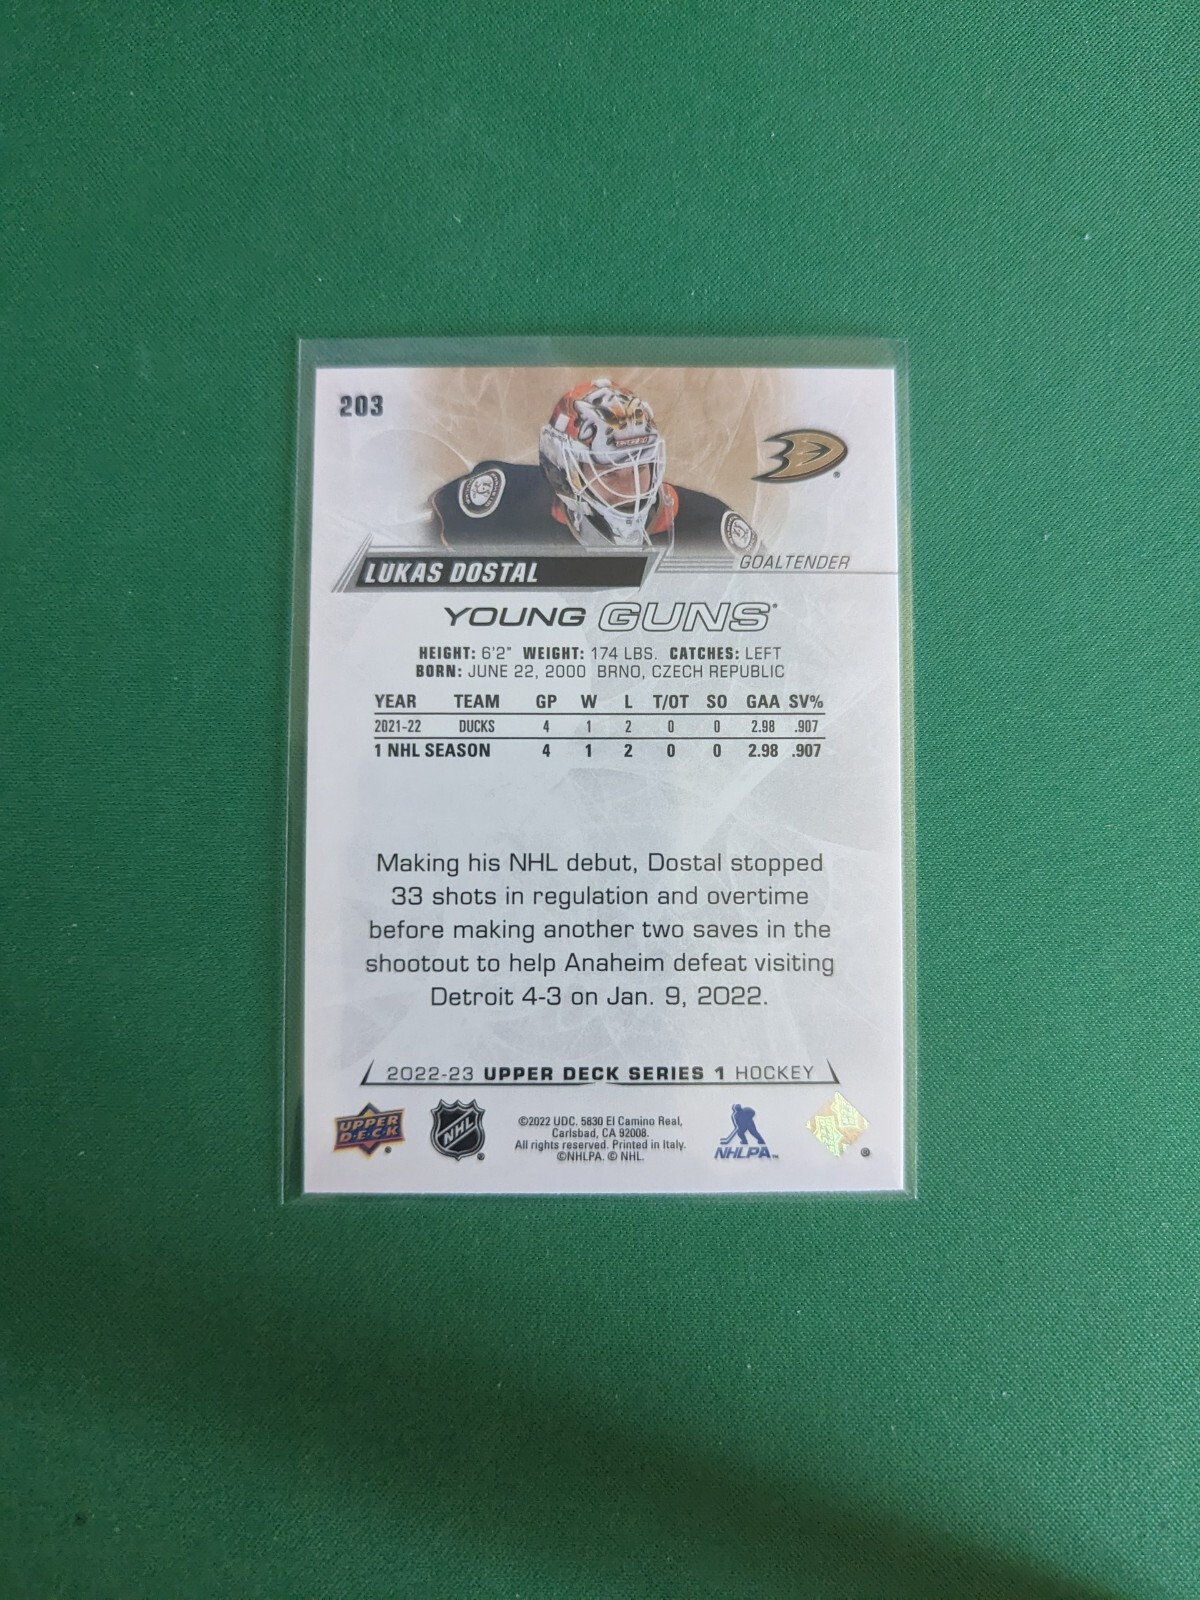 203
LUKAS DOSTAL
GOALTENDER
YOUNG GUNS®
HEIGHT: 6'2" WEIGHT: 174 LBS. CATCHES: LEFT
BORN: JUNE 22, 2000 BRNO, CZECH REPUBLIC
YEAR TEAM GP W L T/OT SO GAA SV%
2021-22 DUCKS 4 1 2 0 0 2.98 .907
1 NHL SEASON 4 1 2 0 0 2.98 .907
Making his NHL debut, Dostal stopped
33 shots in regulation and overtime
before making another two saves in the
shootout to help Anaheim defeat visiting
Detroit 4-3 on Jan. 9, 2022.
2022-23 UPPER DECK SERIES 1 HOCKEY
UPPER
D·E·C·K
®
NHL
®
©2022 UDC. 5830 El Camino Real,
Carlsbad, CA 92008.
All rights reserved. Printed in Italy.
©NHLPA. © NHL.
NHLPA™
®